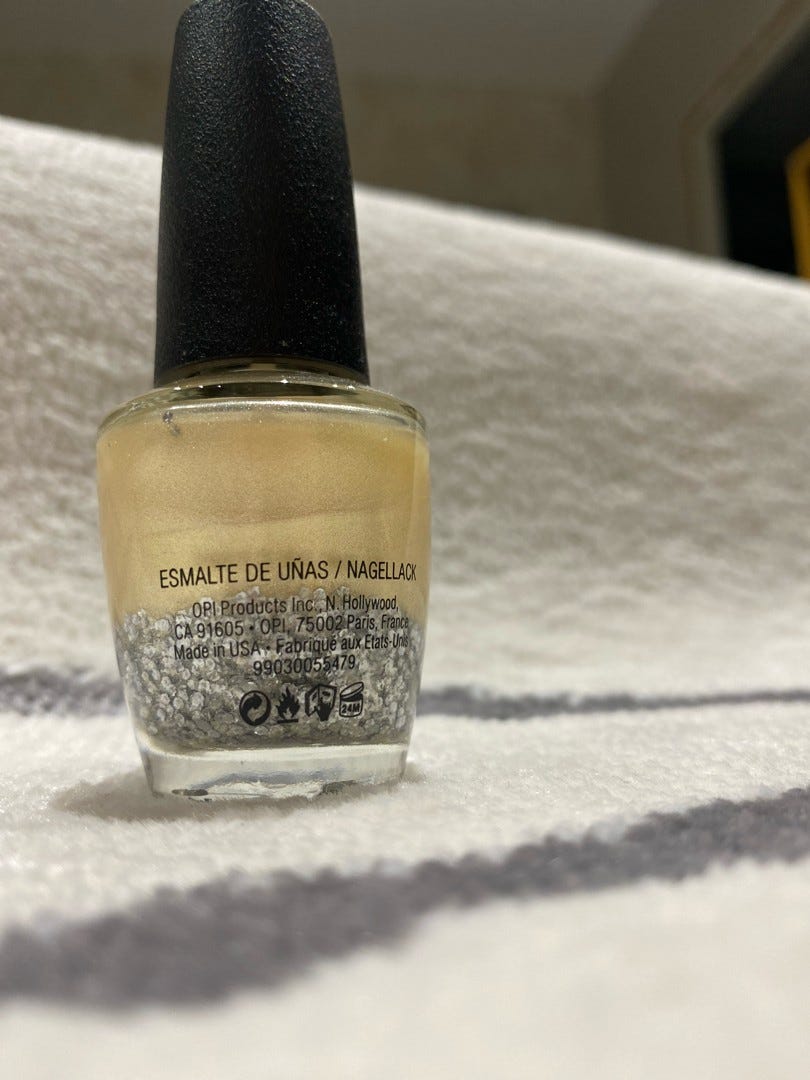 ESMALTE DE UÑAS / NAGELLACK
OPI Products Inc., N. Hollywood,
CA 91605 • OPI, 75002 Paris, France
Made in USA • Fabriqué aux Etats-Unis
99030055479
24M